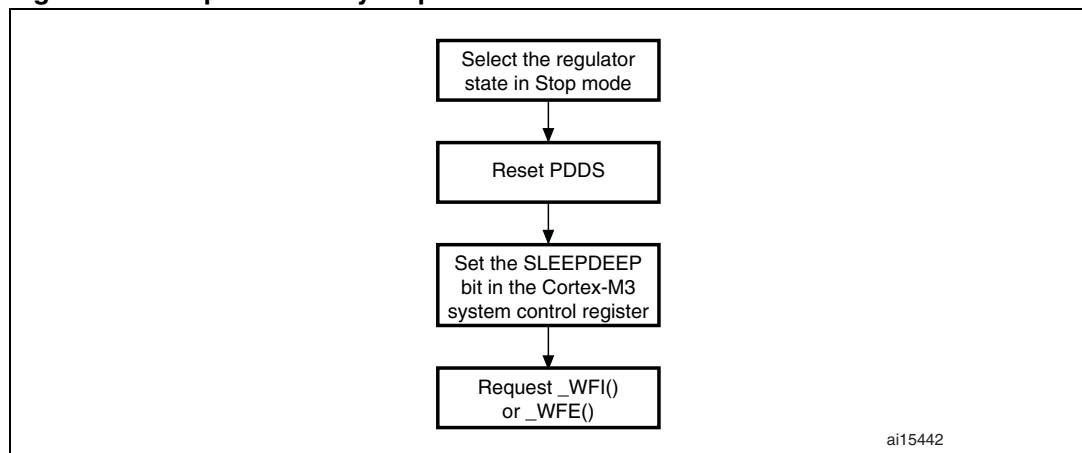 Select the regulator
state in Stop mode
Reset PDDS
Set the SLEEPDEEP
bit in the Cortex-M3
system control register
Request _WFI()
or _WFE()
ai15442